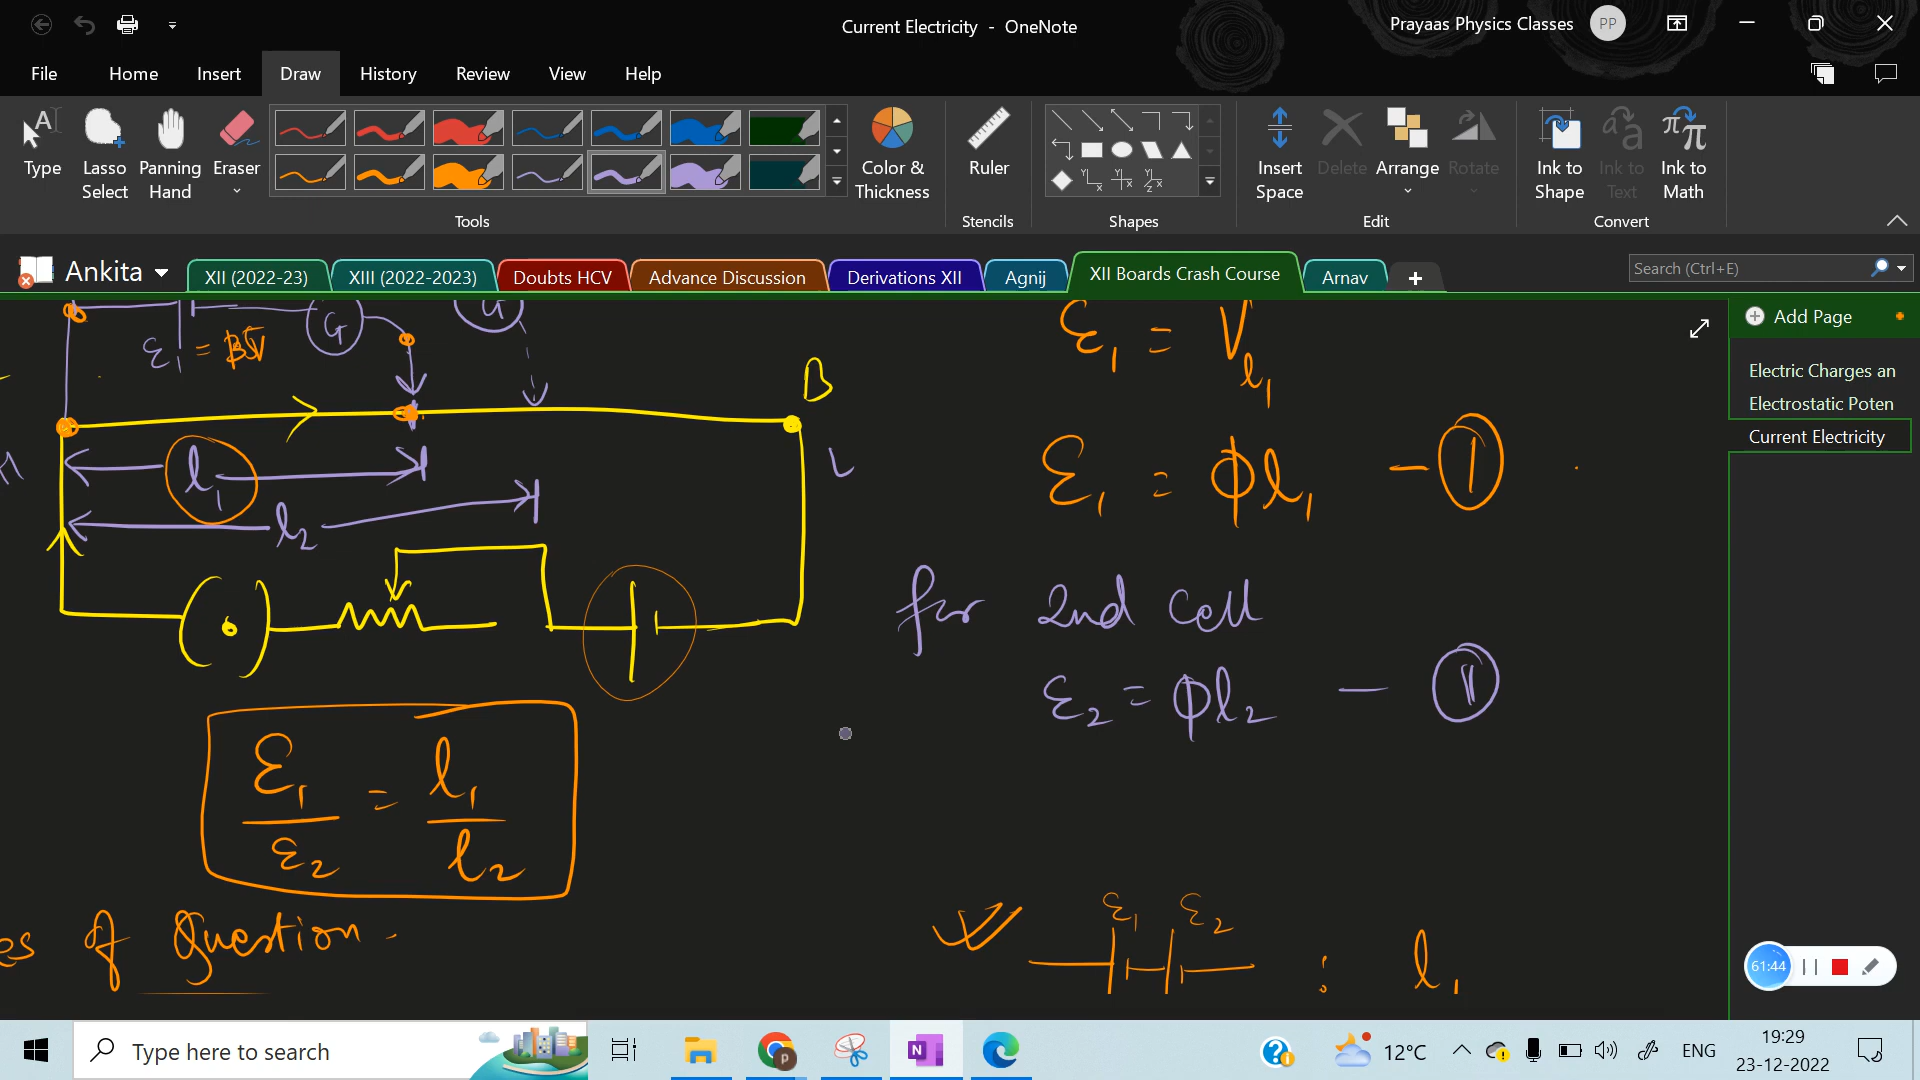 Current Electricity - OneNote
Prayaas Physics Classes PP
File Home Insert Draw History Review View Help
Type
Lasso Select
Panning Hand
Eraser
Color & Thickness
Ruler
Insert Space
Delete
Arrange
Rotate
Ink to Shape
Ink to Text
Ink to Math
Tools
Stencils
Shapes
Edit
Convert
Ankita XII (2022-23) XIII (2022-2023) Doubts HCV Advance Discussion Derivations XII Agnij XII Boards Crash Course Arnav +
Search (Ctrl+E)
Add Page
Electric Charges an
Electrostatic Poten
Current Electricity
G
G
ε₁ =
B
l₁
L
l₂
ε₁/ε₂ = l₁/l₂
es of Question -
ε₁ = V l₁
ε₁ = ϕl₁ - I
for 2nd Cell
ε₂ = ϕl₂ - II
ε₁ ε₂
: l₁
61:44
Type here to search
12°C
ENG
19:29
23-12-2022